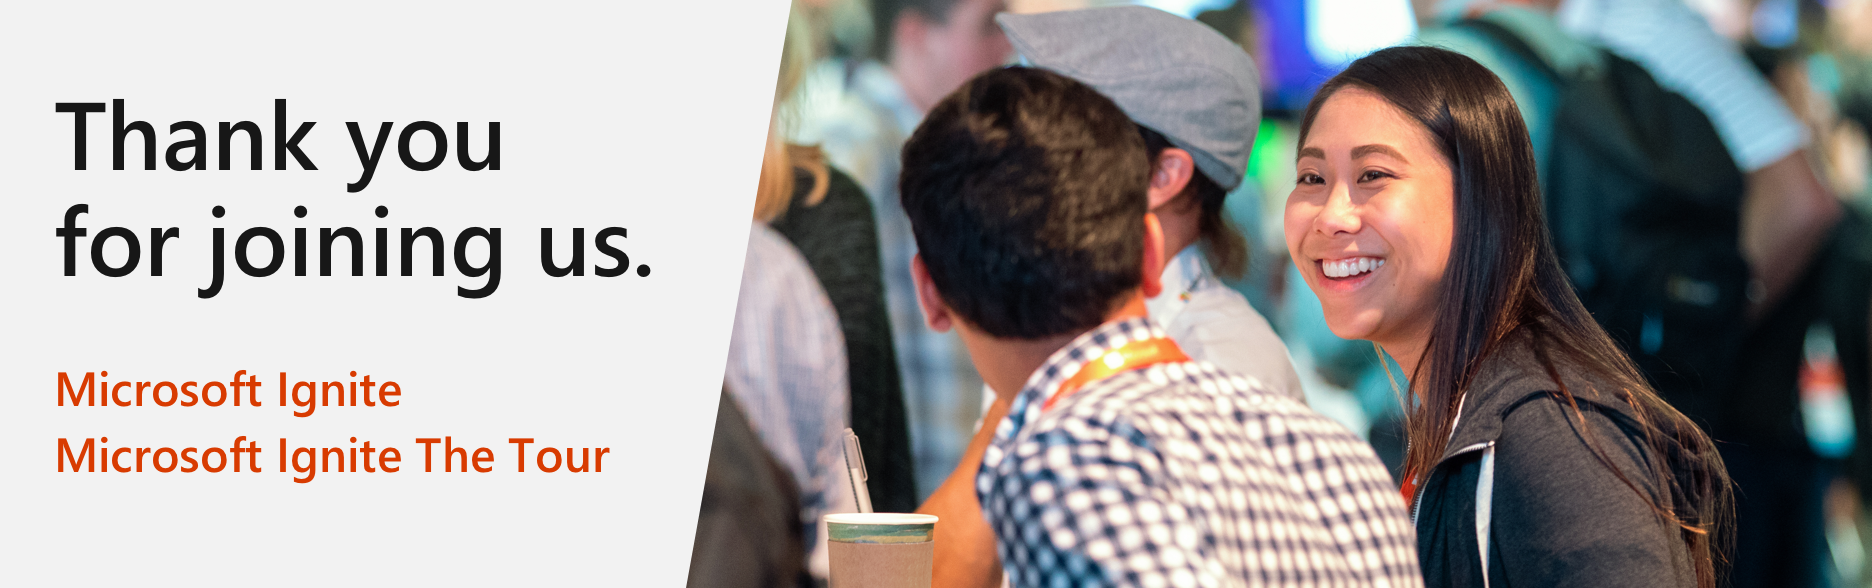 Thank you
for joining us.
Microsoft Ignite
Microsoft Ignite The Tour